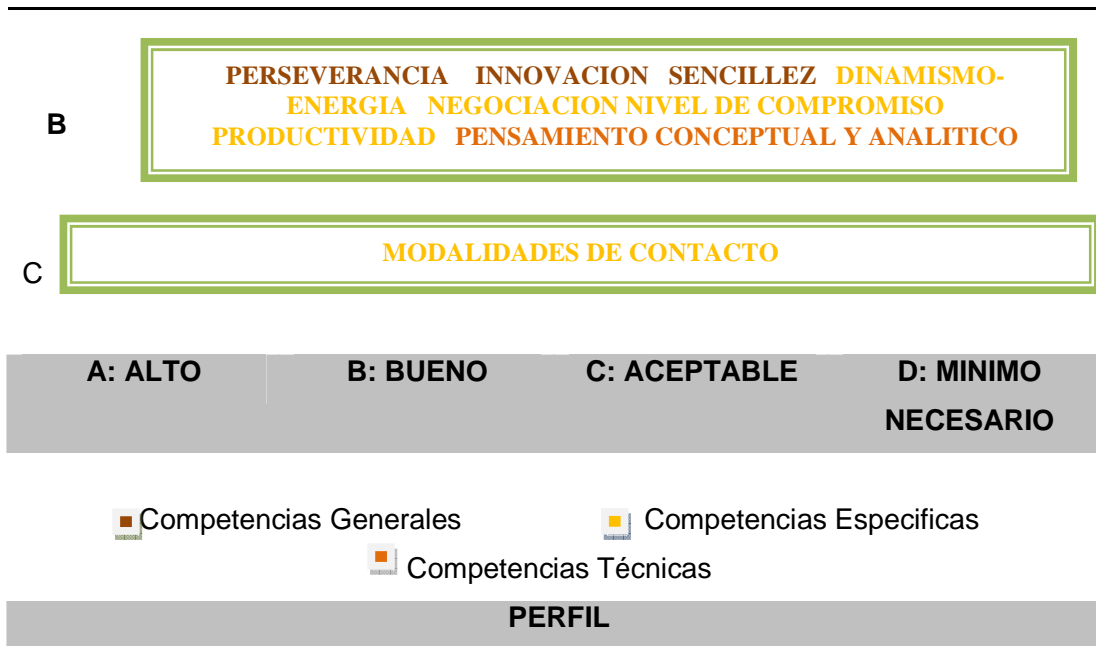 PERSEVERANCIA INNOVACION SENCILLEZ DINAMISMO-
ENERGIA NEGOCIACION NIVEL DE COMPROMISO
B
PRODUCTIVIDAD PENSAMIENTO CONCEPTUAL Y ANALITICO
MODALIDADES DE CONTACTO
C
A: ALTO B: BUENO C: ACEPTABLE D: MINIMO
NECESARIO
Competencias Generales Competencias Especificas
Competencias Técnicas
PERFIL